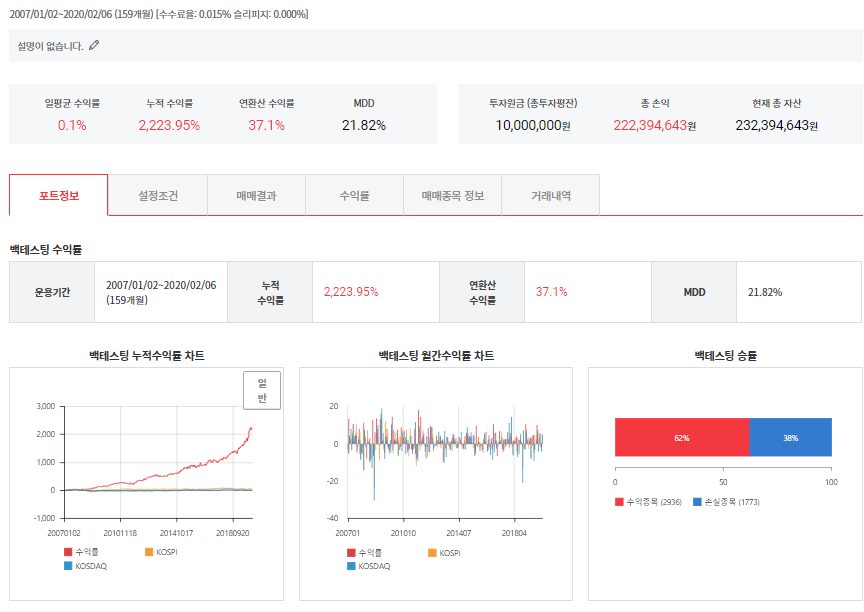 2007/01/02~2020/02/06 (159개월) [수수료율: 0.015% 슬리피지: 0.000%]
설명이 없습니다.
일평균 수익률 누적 수익률 연환산 수익률 MDD
0.1% 2,223.95% 37.1% 21.82%
투자원금 (총투자평잔) 총 손익 현재 총 자산
10,000,000원 222,394,643원 232,394,643원
포트정보 설정조건 매매결과 수익률 매매종목 정보 거래내역
백테스팅 수익률
운용기간
2007/01/02~2020/02/06
(159개월)
누적
수익률
2,223.95%
연환산
수익률
37.1%
MDD
21.82%
백테스팅 누적수익률 차트
일
반
3,000
2,000
1,000
0
-1,000
20070102 20101118 20141017 20180920
수익률 KOSPI
KOSDAQ
백테스팅 월간수익률 차트
20
0
-20
-40
200701 201010 201407 201804
수익률 KOSPI
KOSDAQ
백테스팅 승률
62% 38%
0 50 100
수익종목 (2936) 손실종목 (1773)